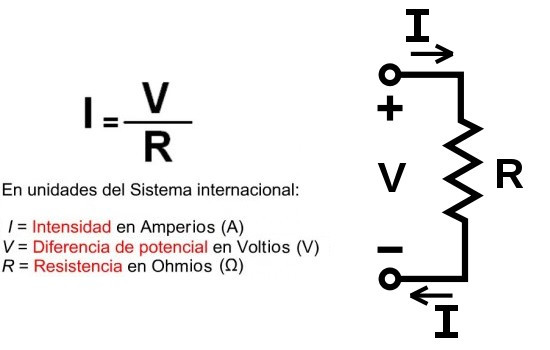 I = V
R
En unidades del Sistema internacional:
I = Intensidad en Amperios (A)
V = Diferencia de potencial en Voltios (V)
R = Resistencia en Ohmios (Ω)
I
+
V
R
−
I